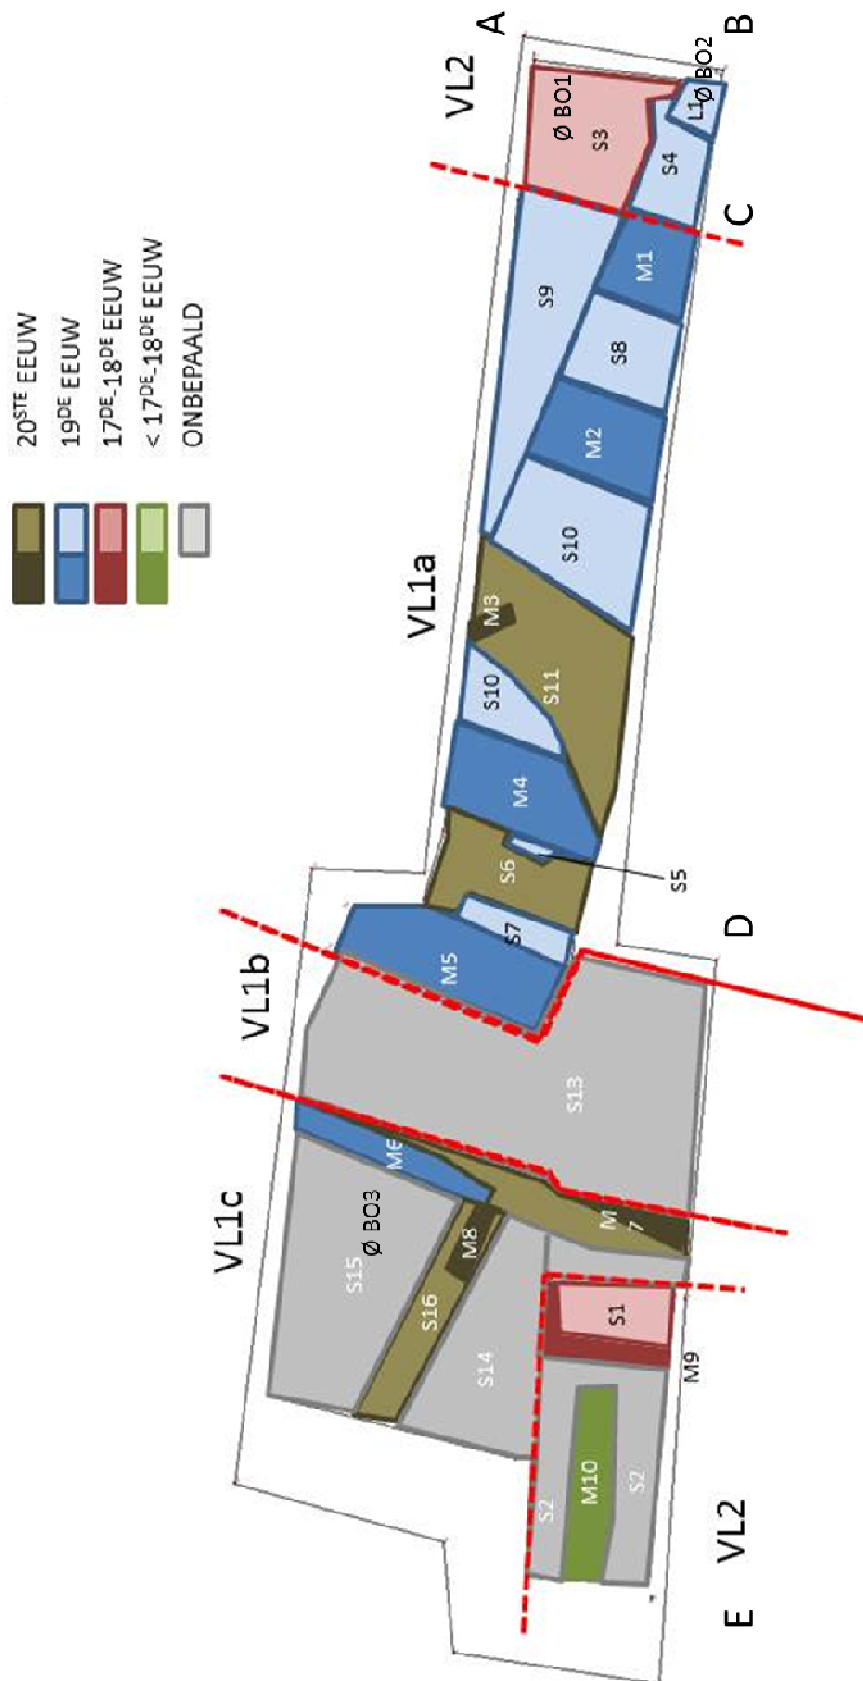 20STE EEUW
19DE EEUW
17DE-18DE EEUW
< 17DE-18DE EEUW
ONBEPAALD
A
VL2
B
Ø BO1
Ø BO2
L1
S3
S4
C
S9
M1
S8
M2
S10
VL1a
M3
S10
S11
M4
S6
S5
S7
D
VL1b
M5
S13
M6
M7
VL1c
Ø BO3
S15
M8
S16
S14
S1
M9
S2
M10
S2
VL2
E